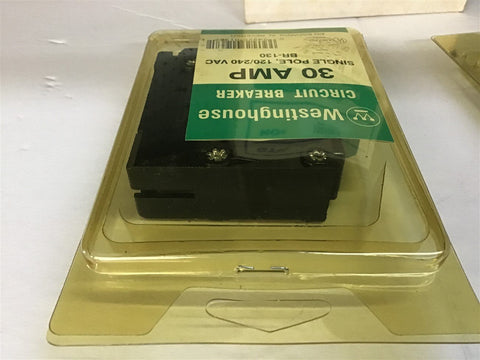 Westinghouse
CIRCUIT BREAKER
30 AMP
SINGLE POLE, 120/240 VAC
BR-130